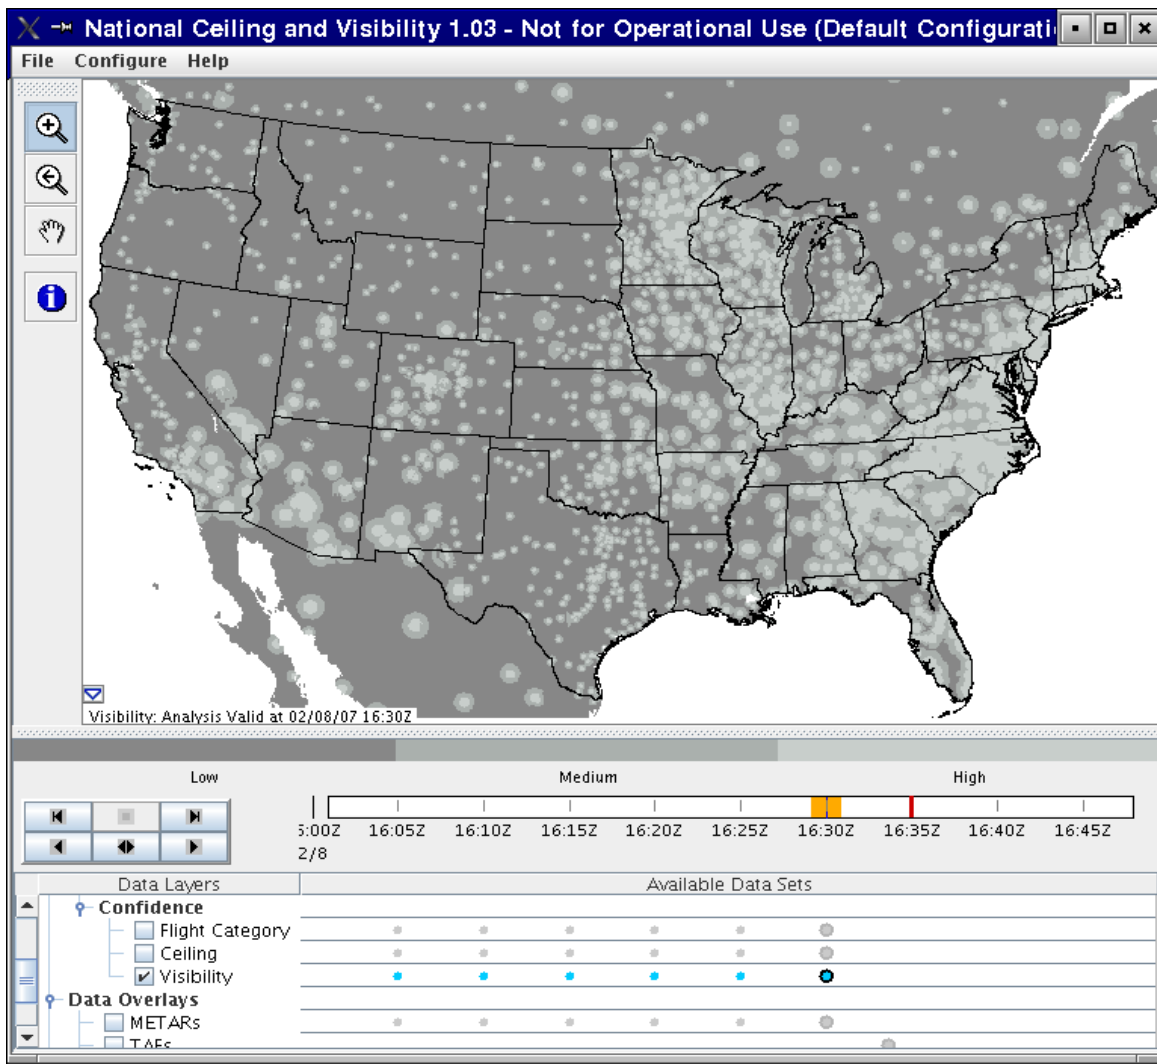 National Ceiling and Visibility 1.03 - Not for Operational Use (Default Configurati
File Configure Help
Visibility: Analysis Valid at 02/08/07 16:30Z
Low Medium High
5:00Z 16:05Z 16:10Z 16:15Z 16:20Z 16:25Z 16:30Z 16:35Z 16:40Z 16:45Z
2/8
Data Layers Available Data Sets
Confidence
Flight Category
Ceiling
Visibility
Data Overlays
METARs
TAFs